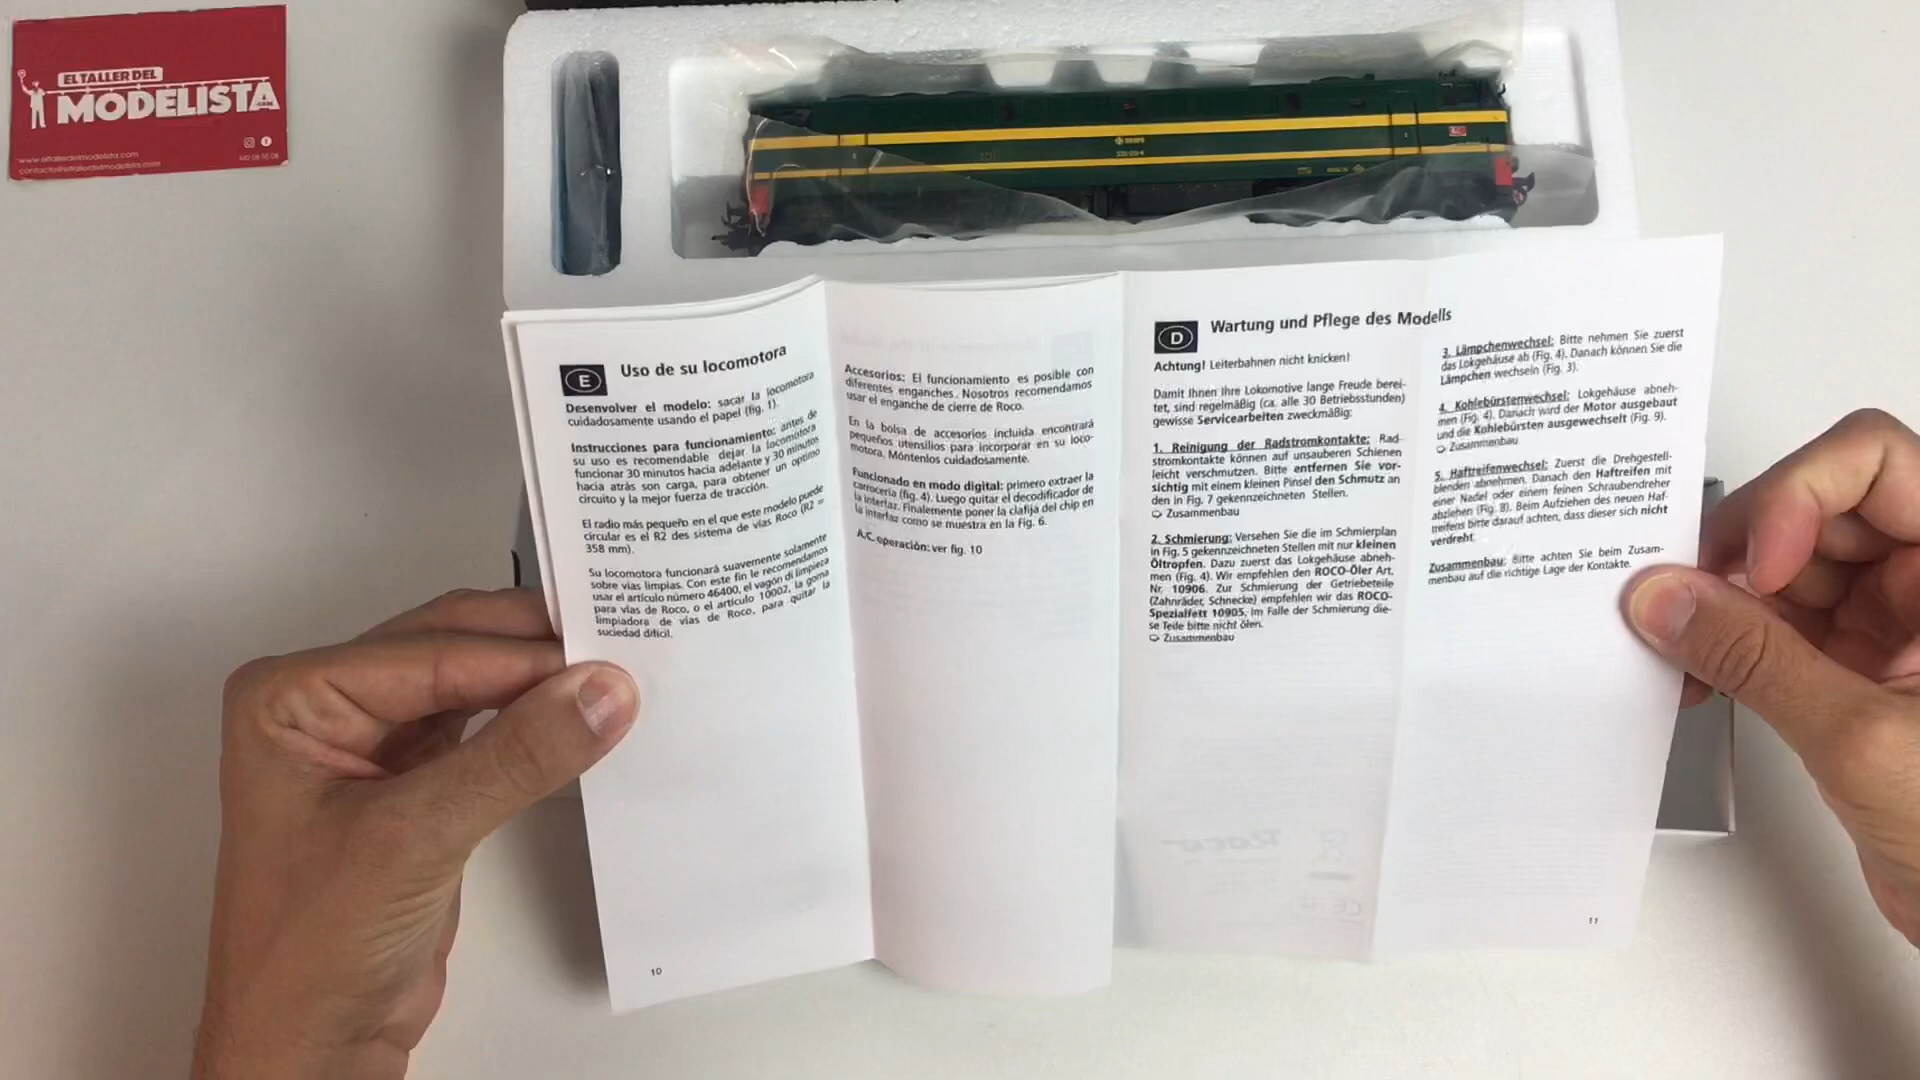 EL TALLER DEL
MODELISTA
.COM
www.eltallerdelmodelista.com
contacto@eltallerdelmodelista.com
RENFE
E
Uso de su locomotora
Desenvolver el modelo: sacar la locomotora
cuidadosamente usando el papel (fig. 1).
Instrucciones para funcionamiento: antes de
su uso es recomendable dejar la locomotora
funcionar 30 minutos hacia adelante y 30 minutos
hacia atrás son carga, para obtener un optimo
circuito y la mejor fuerza de tracción.
El radio más pequeño en el que este modelo puede
circular es el R2 des sistema de vías Roco (R2 =
358 mm).
Su locomotora funcionará suavemente solamente
sobre vías limpias. Con este fin le recomendamos
usar el artículo número 46400, el vagón di limpieza
para vías de Roco, o el artículo 10002, la goma
limpiadora de vías de Roco, para quitar la
suciedad difícil.
10
Accesorios: El funcionamiento es posible con
diferentes enganches. Nosotros recomendamos
usar el enganche de cierre de Roco.
En la bolsa de accesorios incluida encontrará
pequeños utensilios para incorporar en su loco-
motora. Móntenlos cuidadosamente.
Funcionado en modo digital: primero extraer la
carrocería (fig. 4). Luego quitar el decodificador de
la interfaz. Finalemente poner la clafija del chip en
la interfaz como se muestra en la Fig. 6.
A.C. operación: ver fig. 10
D
Wartung und Pflege des Modells
Achtung! Leiterbahnen nicht knicken!
Damit Ihnen Ihre Lokomotive lange Freude berei-
tet, sind regelmäßig (ca. alle 30 Betriebsstunden)
gewisse Servicearbeiten zweckmäßig:
1. Reinigung der Radstromkontakte: Rad-
stromkontakte können auf unsauberen Schienen
leicht verschmutzen. Bitte entfernen Sie vor-
sichtig mit einem kleinen Pinsel den Schmutz an
den in Fig. 7 gekennzeichneten Stellen.
➲ Zusammenbau
2. Schmierung: Versehen Sie die im Schmierplan
in Fig. 5 gekennzeichneten Stellen mit nur kleinen
Öltropfen. Dazu zuerst das Lokgehäuse abneh-
men (Fig. 4). Wir empfehlen den ROCO-Öler Art.
Nr. 10906. Zur Schmierung der Getriebeteile
(Zahnräder, Schnecke) empfehlen wir das ROCO-
Spezialfett 10905. Im Falle der Schmierung die-
se Teile bitte nicht ölen.
➲ Zusammenbau
3. Lämpchenwechsel: Bitte nehmen Sie zuerst
das Lokgehäuse ab (Fig. 4). Danach können Sie die
Lämpchen wechseln (Fig. 3).
4. Kohlebürstenwechsel: Lokgehäuse abneh-
men (Fig. 4). Danach wird der Motor ausgebaut
und die Kohlebürsten ausgewechselt (Fig. 9).
➲ Zusammenbau
5. Haftreifenwechsel: Zuerst die Drehgestell-
blenden abnehmen. Danach den Haftreifen mit
einer Nadel oder einem feinen Schraubendreher
abziehen (Fig. 8). Beim Aufziehen des neuen Haf-
treifens bitte darauf achten, dass dieser sich nicht
verdreht.
Zusammenbau: Bitte achten Sie beim Zusam-
menbau auf die richtige Lage der Kontakte.
11